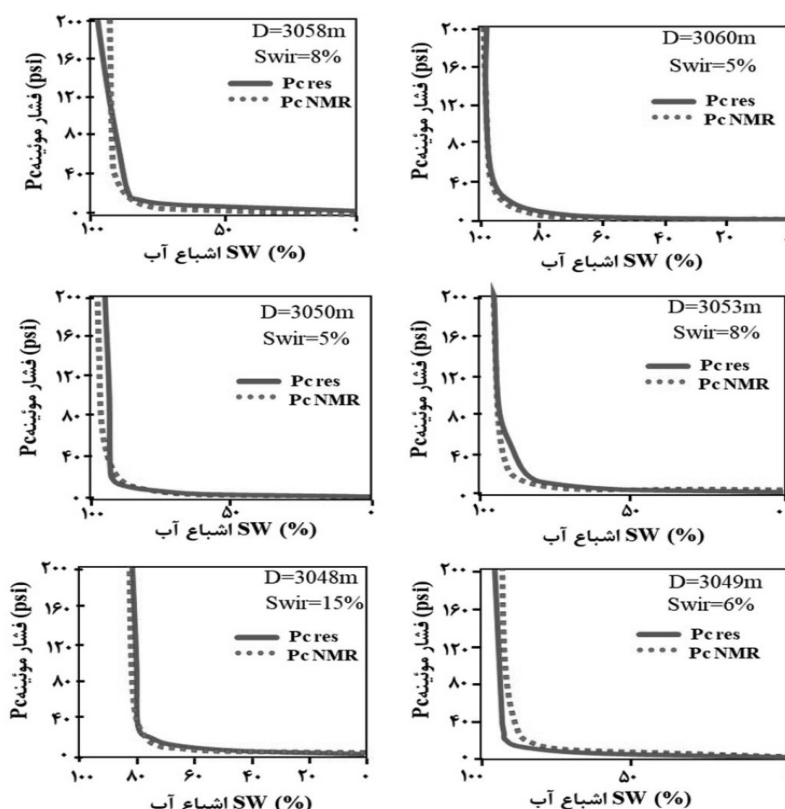 D=3058m
Swir=8%
Pc res
Pc NMR
فشار موئینه Pc (psi)
۲۰۰
۱۶۰
۱۲۰
۸۰
۴۰
۰
۱۰۰ ۵۰ ۰
اشباع آب SW (%)
D=3060m
Swir=5%
Pc res
Pc NMR
فشار موئینه Pc (psi)
۲۰۰
۱۶۰
۱۲۰
۸۰
۴۰
۰
۱۰۰ ۸۰ ۶۰ ۴۰ ۲۰ ۰
اشباع آب SW (%)
D=3050m
Swir=5%
Pc res
Pc NMR
فشار موئینه Pc (psi)
۲۰۰
۱۶۰
۱۲۰
۸۰
۴۰
۰
۱۰۰ ۵۰ ۰
اشباع آب SW (%)
D=3053m
Swir=8%
Pc res
Pc NMR
فشار موئینه Pc (psi)
۲۰۰
۱۶۰
۱۲۰
۸۰
۴۰
۰
۱۰۰ ۵۰ ۰
اشباع آب SW (%)
D=3048m
Swir=15%
Pc res
Pc NMR
فشار موئینه Pc (psi)
۲۰۰
۱۶۰
۱۲۰
۸۰
۴۰
۰
۱۰۰ ۸۰ ۶۰ ۴۰ ۲۰ ۰
اشباع آب SW (%)
D=3049m
Swir=6%
Pc res
Pc NMR
فشار موئینه Pc (psi)
۲۰۰
۱۶۰
۱۲۰
۸۰
۴۰
۰
۱۰۰ ۵۰ ۰
اشباع آب SW (%)